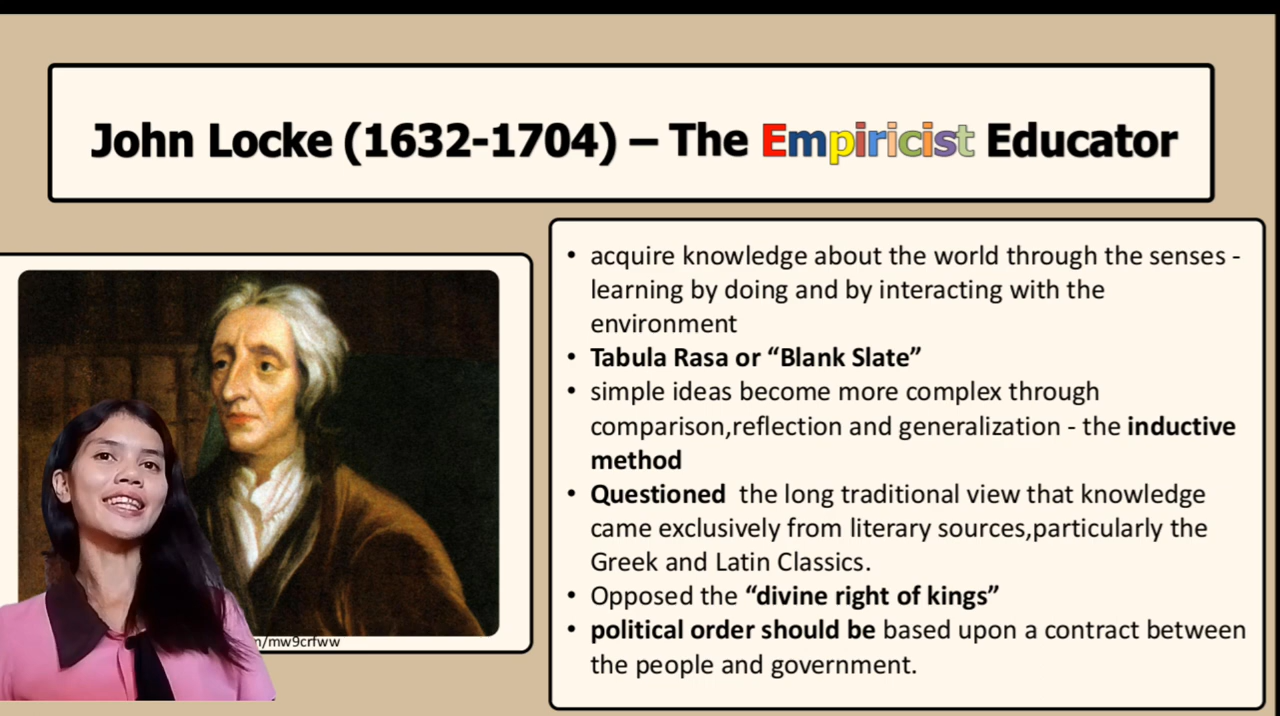 John Locke (1632-1704) – The Empiricist Educator
• acquire knowledge about the world through the senses -
learning by doing and by interacting with the
environment
• Tabula Rasa or “Blank Slate”
• simple ideas become more complex through
comparison,reflection and generalization - the inductive
method
• Questioned the long traditional view that knowledge
came exclusively from literary sources,particularly the
Greek and Latin Classics.
• Opposed the “divine right of kings”
• political order should be based upon a contract between
the people and government.
/mw9crfww